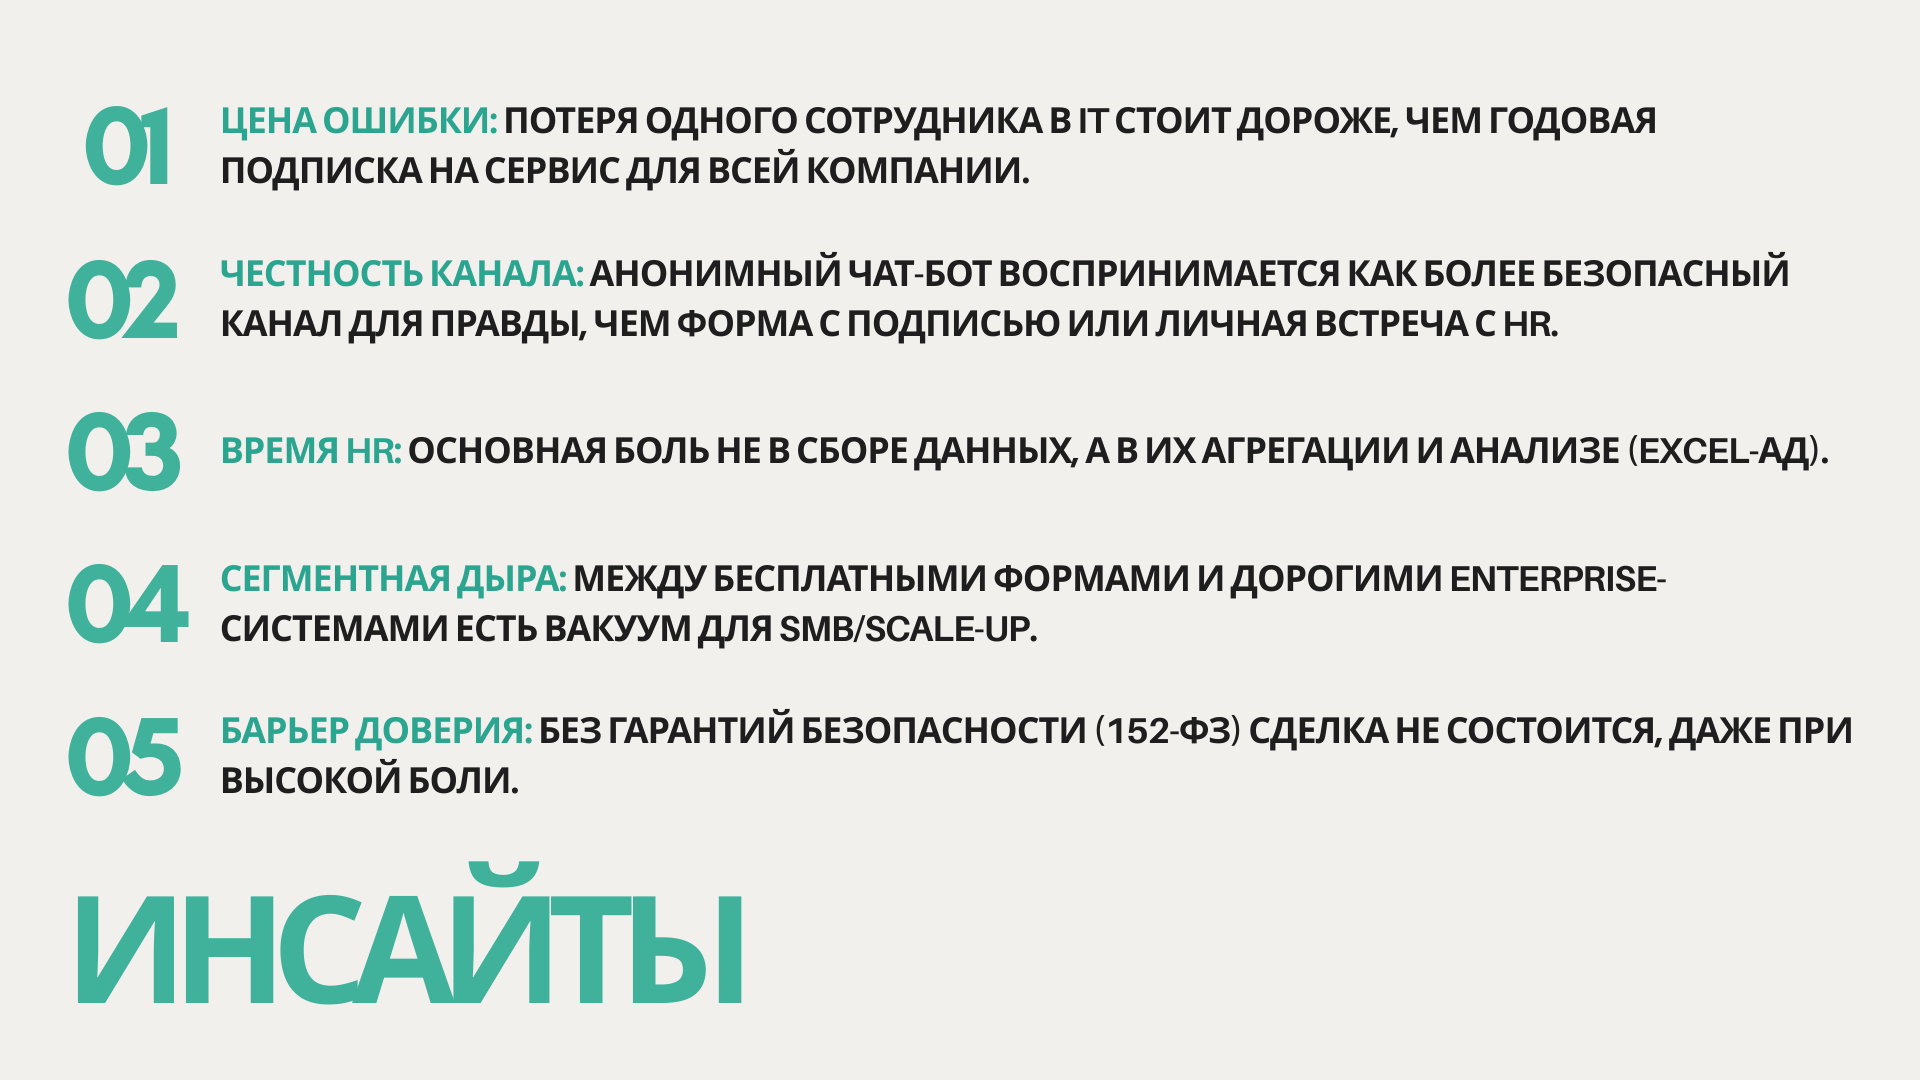 01
ЦЕНА ОШИБКИ: ПОТЕРЯ ОДНОГО СОТРУДНИКА В IT СТОИТ ДОРОЖЕ, ЧЕМ ГОДОВАЯ
ПОДПИСКА НА СЕРВИС ДЛЯ ВСЕЙ КОМПАНИИ.
02
ЧЕСТНОСТЬ КАНАЛА: АНОНИМНЫЙ ЧАТ-БОТ ВОСПРИНИМАЕТСЯ КАК БОЛЕЕ БЕЗОПАСНЫЙ
КАНАЛ ДЛЯ ПРАВДЫ, ЧЕМ ФОРМА С ПОДПИСЬЮ ИЛИ ЛИЧНАЯ ВСТРЕЧА С HR.
03
ВРЕМЯ HR: ОСНОВНАЯ БОЛЬ НЕ В СБОРЕ ДАННЫХ, А В ИХ АГРЕГАЦИИ И АНАЛИЗЕ (EXCEL-АД).
04
СЕГМЕНТНАЯ ДЫРА: МЕЖДУ БЕСПЛАТНЫМИ ФОРМАМИ И ДОРОГИМИ ENTERPRISE-
СИСТЕМАМИ ЕСТЬ ВАКУУМ ДЛЯ SMB/SCALE-UP.
05
БАРЬЕР ДОВЕРИЯ: БЕЗ ГАРАНТИЙ БЕЗОПАСНОСТИ (152-ФЗ) СДЕЛКА НЕ СОСТОИТСЯ, ДАЖЕ ПРИ
ВЫСОКОЙ БОЛИ.
ИНСАЙТЫ